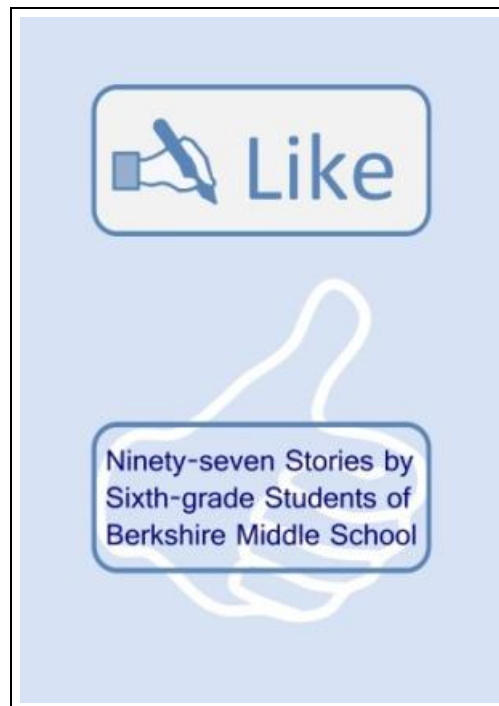 Like
Ninety-seven Stories by
Sixth-grade Students of
Berkshire Middle School